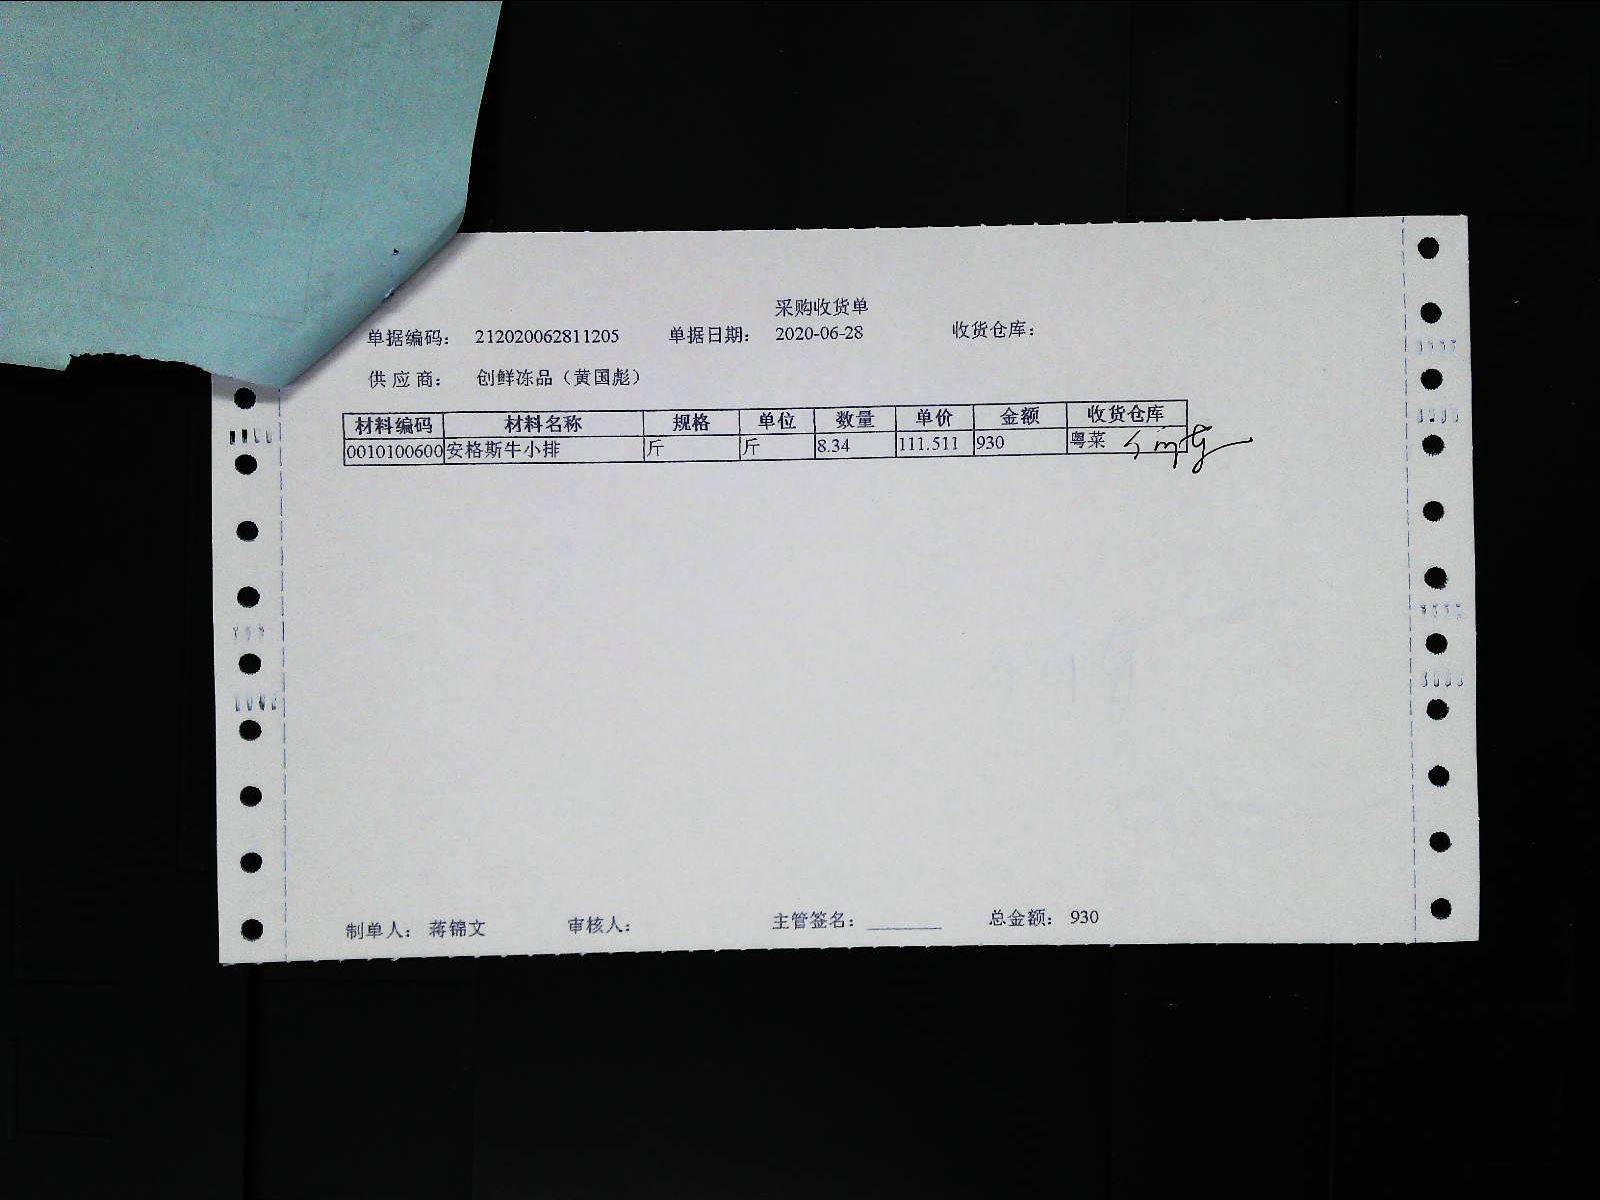 采购收货单
单据编码： 212020062811205 单据日期： 2020-06-28 收货仓库：
供应商： 创鲜冻品（黄国彪）
材料编码 材料名称 规格 单位 数量 单价 金额 收货仓库
0010100600 安格斯牛小排 斤 斤 8.34 111.511 930 粤菜
制单人： 蒋锦文 审核人： 主管签名： 总金额： 930